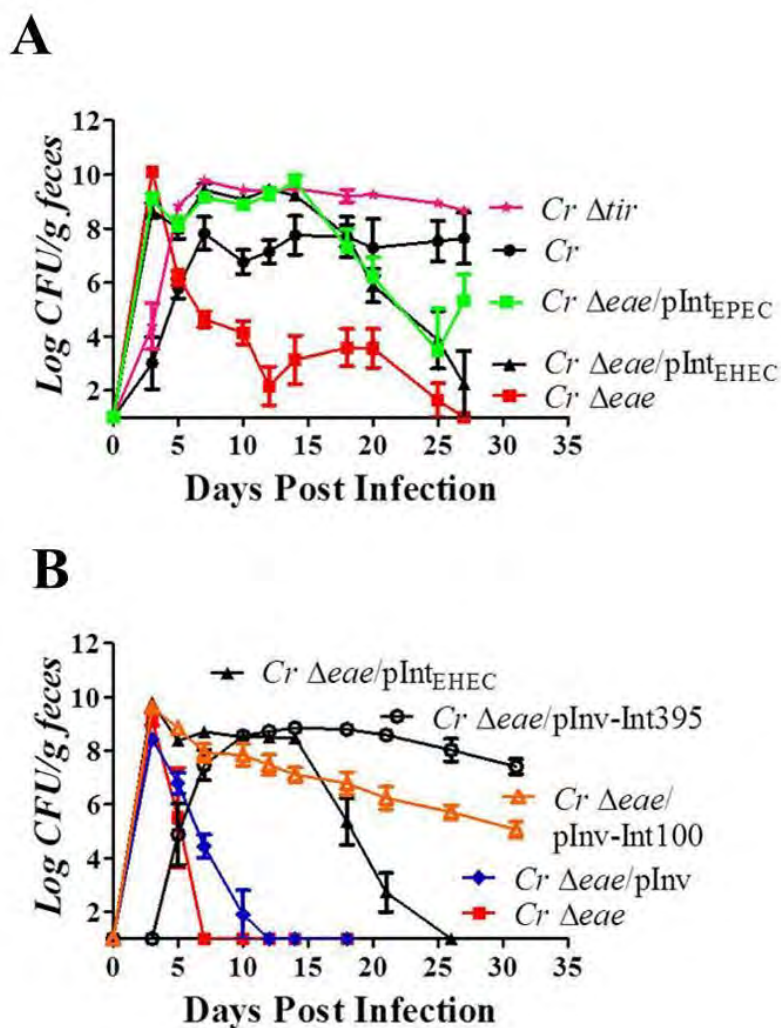 A
Log CFU/g feces
12
10
8
6
4
2
Cr Δtir
Cr
Cr Δeae/pIntEPEC
Cr Δeae/pIntEHEC
Cr Δeae
0 5 10 15 20 25 30 35
Days Post Infection
B
Log CFU/g feces
12
10
8
6
4
2
Cr Δeae/pIntEHEC
Cr Δeae/pInv-Int395
Cr Δeae/
pInv-Int100
Cr Δeae/pInv
Cr Δeae
0 5 10 15 20 25 30 35
Days Post Infection